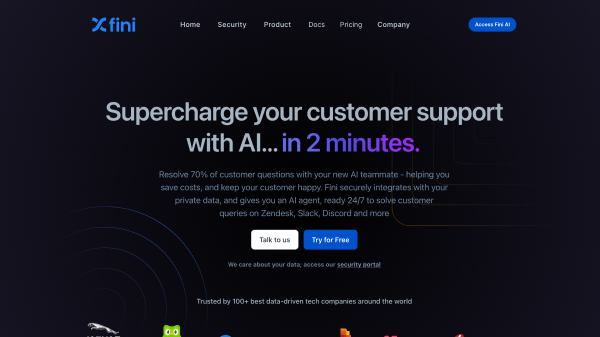 fini
Home Security Product Docs Pricing Company
Access Fini AI
Supercharge your customer support
with AI... in 2 minutes.
Resolve 70% of customer questions with your new AI teammate - helping you
save costs, and keep your customer happy. Fini securely integrates with your
private data, and gives you an AI agent, ready 24/7 to solve customer
queries on Zendesk, Slack, Discord and more
Talk to us Try for Free
We care about your data; access our security portal
Trusted by 100+ best data-driven tech companies around the world